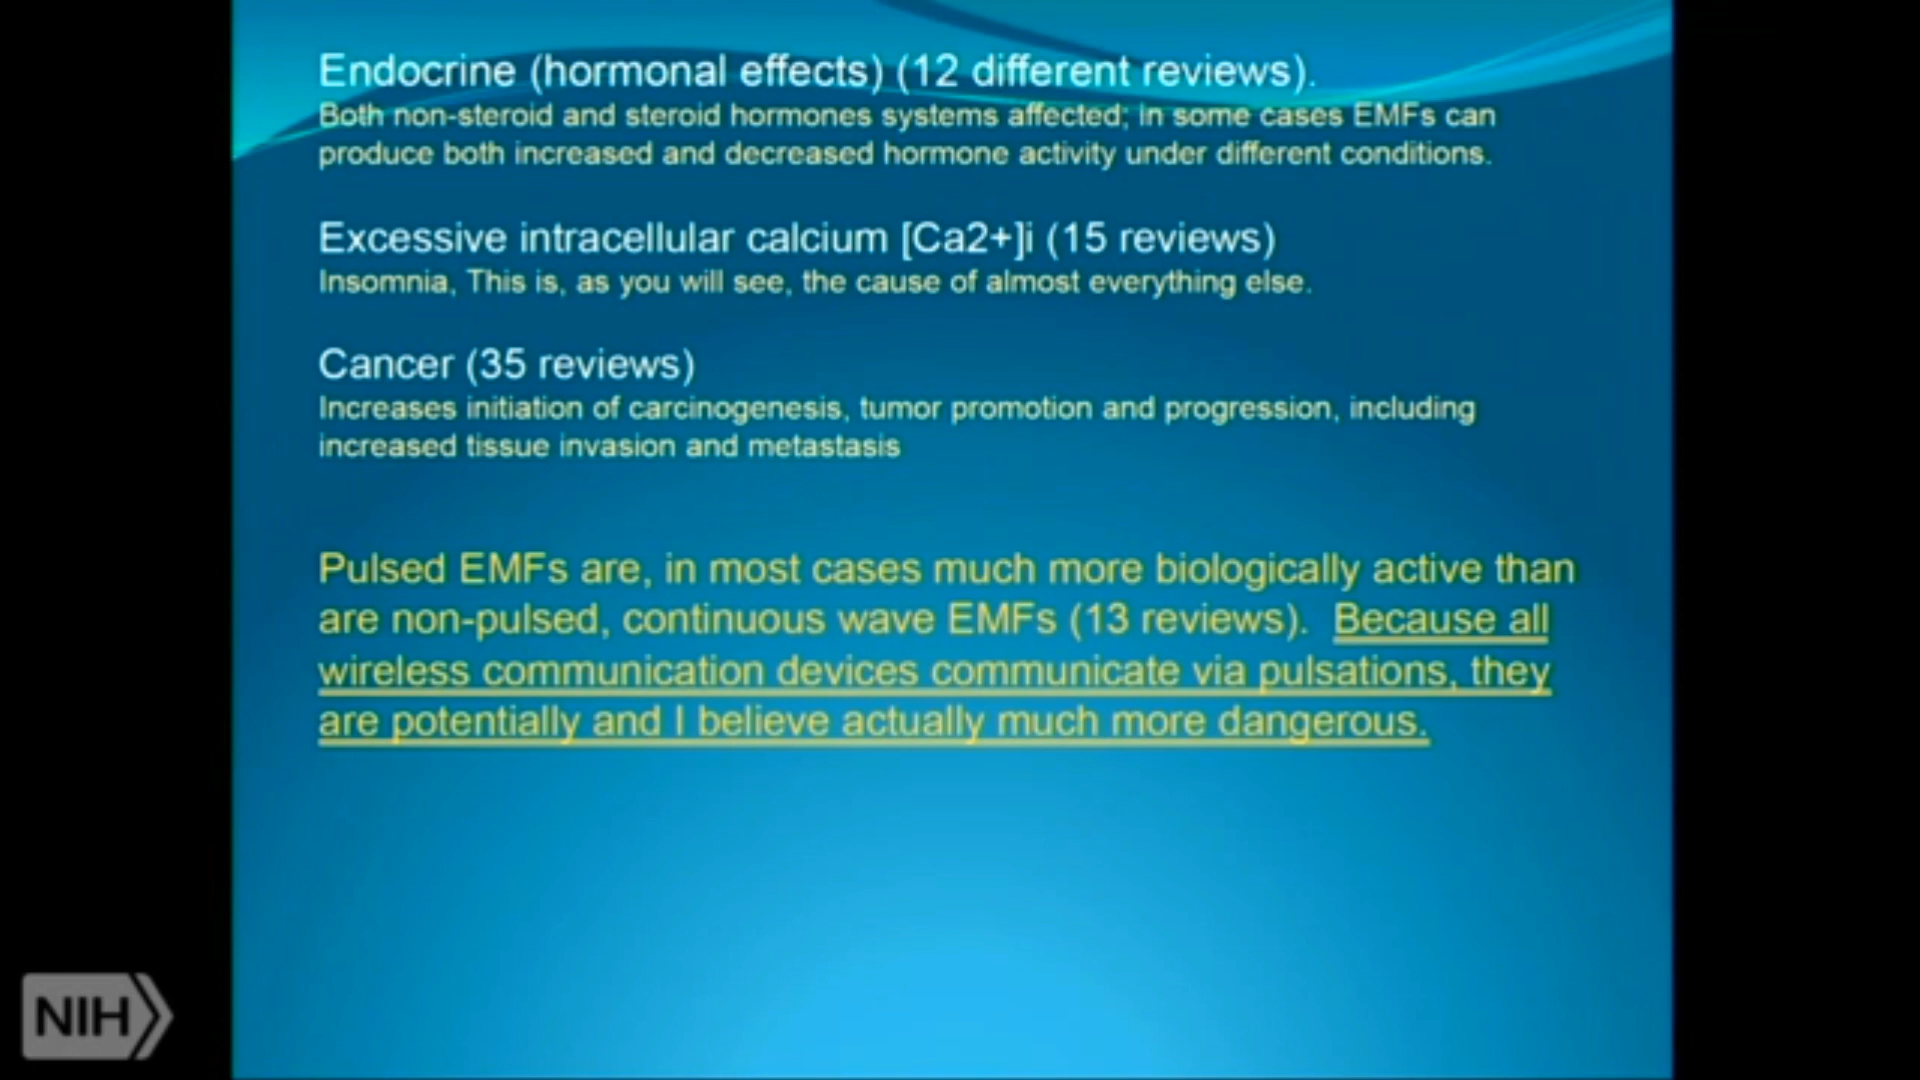 Endocrine (hormonal effects) (12 different reviews).
Both non-steroid and steroid hormones systems affected; in some cases EMFs can
produce both increased and decreased hormone activity under different conditions.
Excessive intracellular calcium [Ca2+]i (15 reviews)
Insomnia, This is, as you will see, the cause of almost everything else.
Cancer (35 reviews)
Increases initiation of carcinogenesis, tumor promotion and progression, including
increased tissue invasion and metastasis
Pulsed EMFs are, in most cases much more biologically active than
are non-pulsed, continuous wave EMFs (13 reviews). Because all
wireless communication devices communicate via pulsations, they
are potentially and I believe actually much more dangerous.
NIH